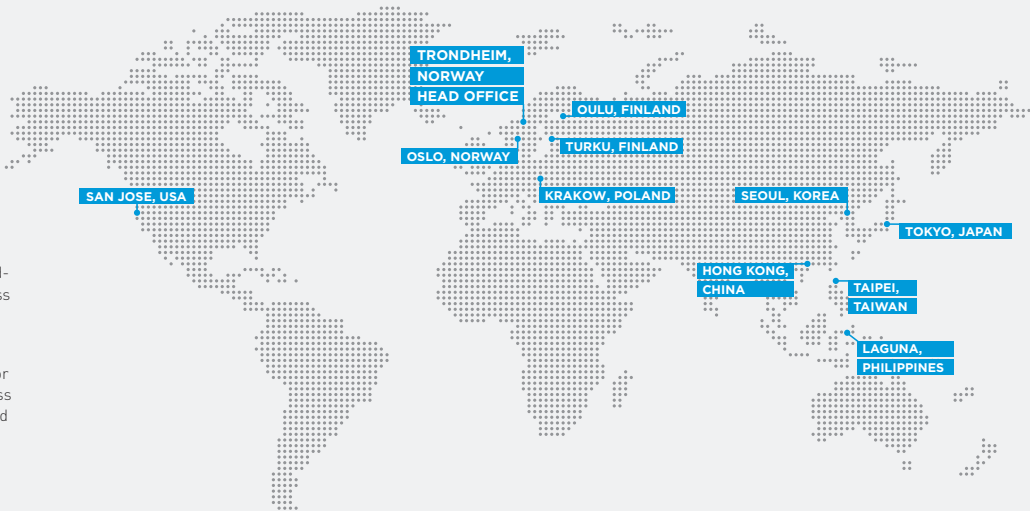 TRONDHEIM,
NORWAY
HEAD OFFICE
OULU, FINLAND
OSLO, NORWAY
TURKU, FINLAND
SAN JOSE, USA
KRAKOW, POLAND
SEOUL, KOREA
TOKYO, JAPAN
HONG KONG,
CHINA
TAIPEI,
TAIWAN
LAGUNA,
PHILIPPINES